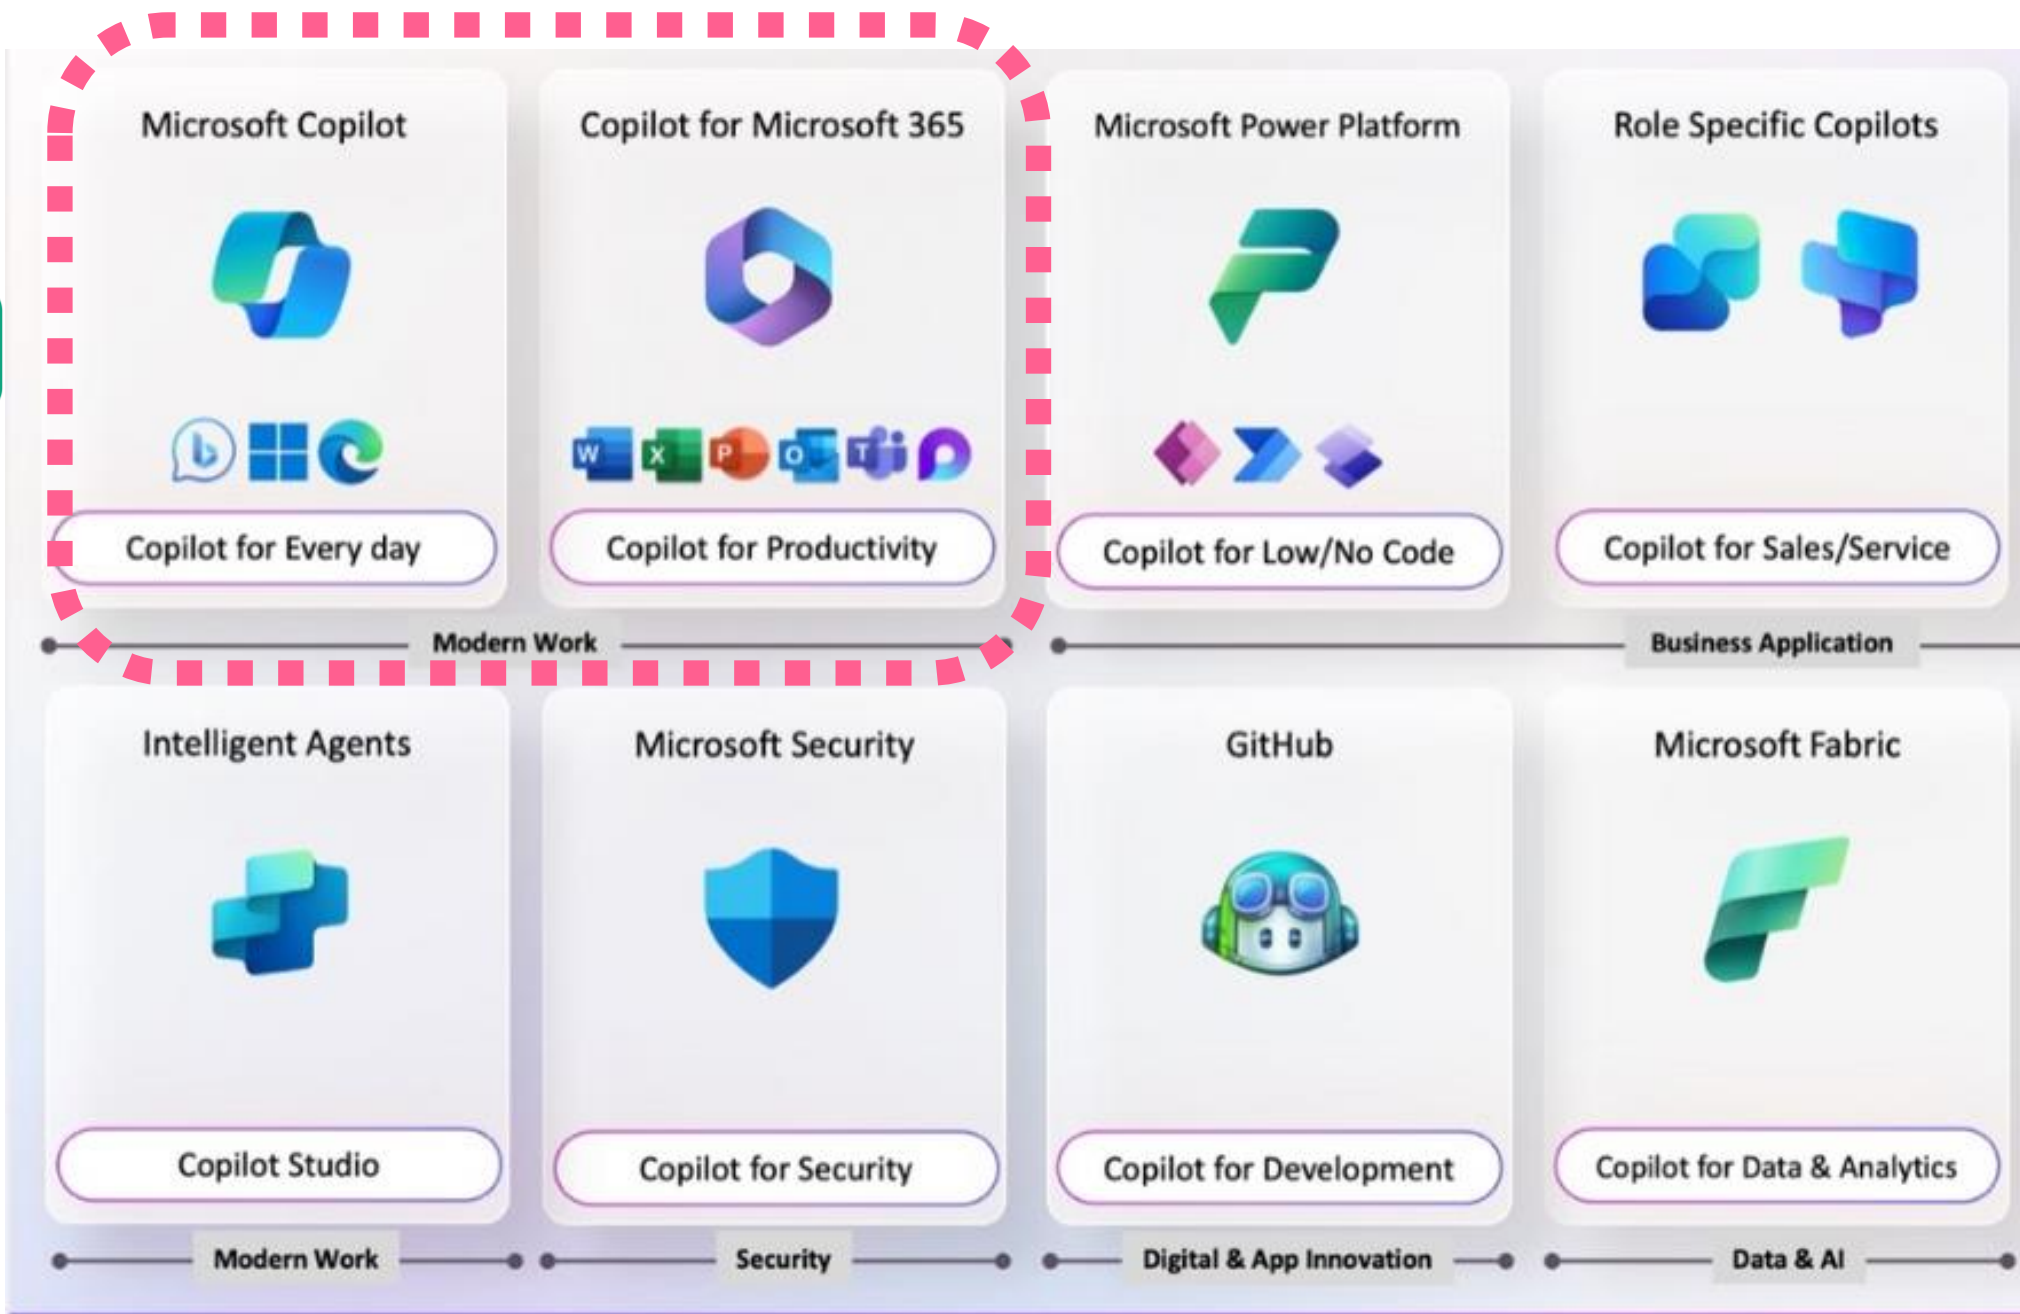 Microsoft Copilot
Copilot for Microsoft 365
Microsoft Power Platform
Role Specific Copilots
b
W
X
P
O
T
Copilot for Every day
Copilot for Productivity
Copilot for Low/No Code
Copilot for Sales/Service
Modern Work
Business Application
Intelligent Agents
Microsoft Security
GitHub
Microsoft Fabric
Copilot Studio
Copilot for Security
Copilot for Development
Copilot for Data & Analytics
Modern Work
Security
Digital & App Innovation
Data & AI